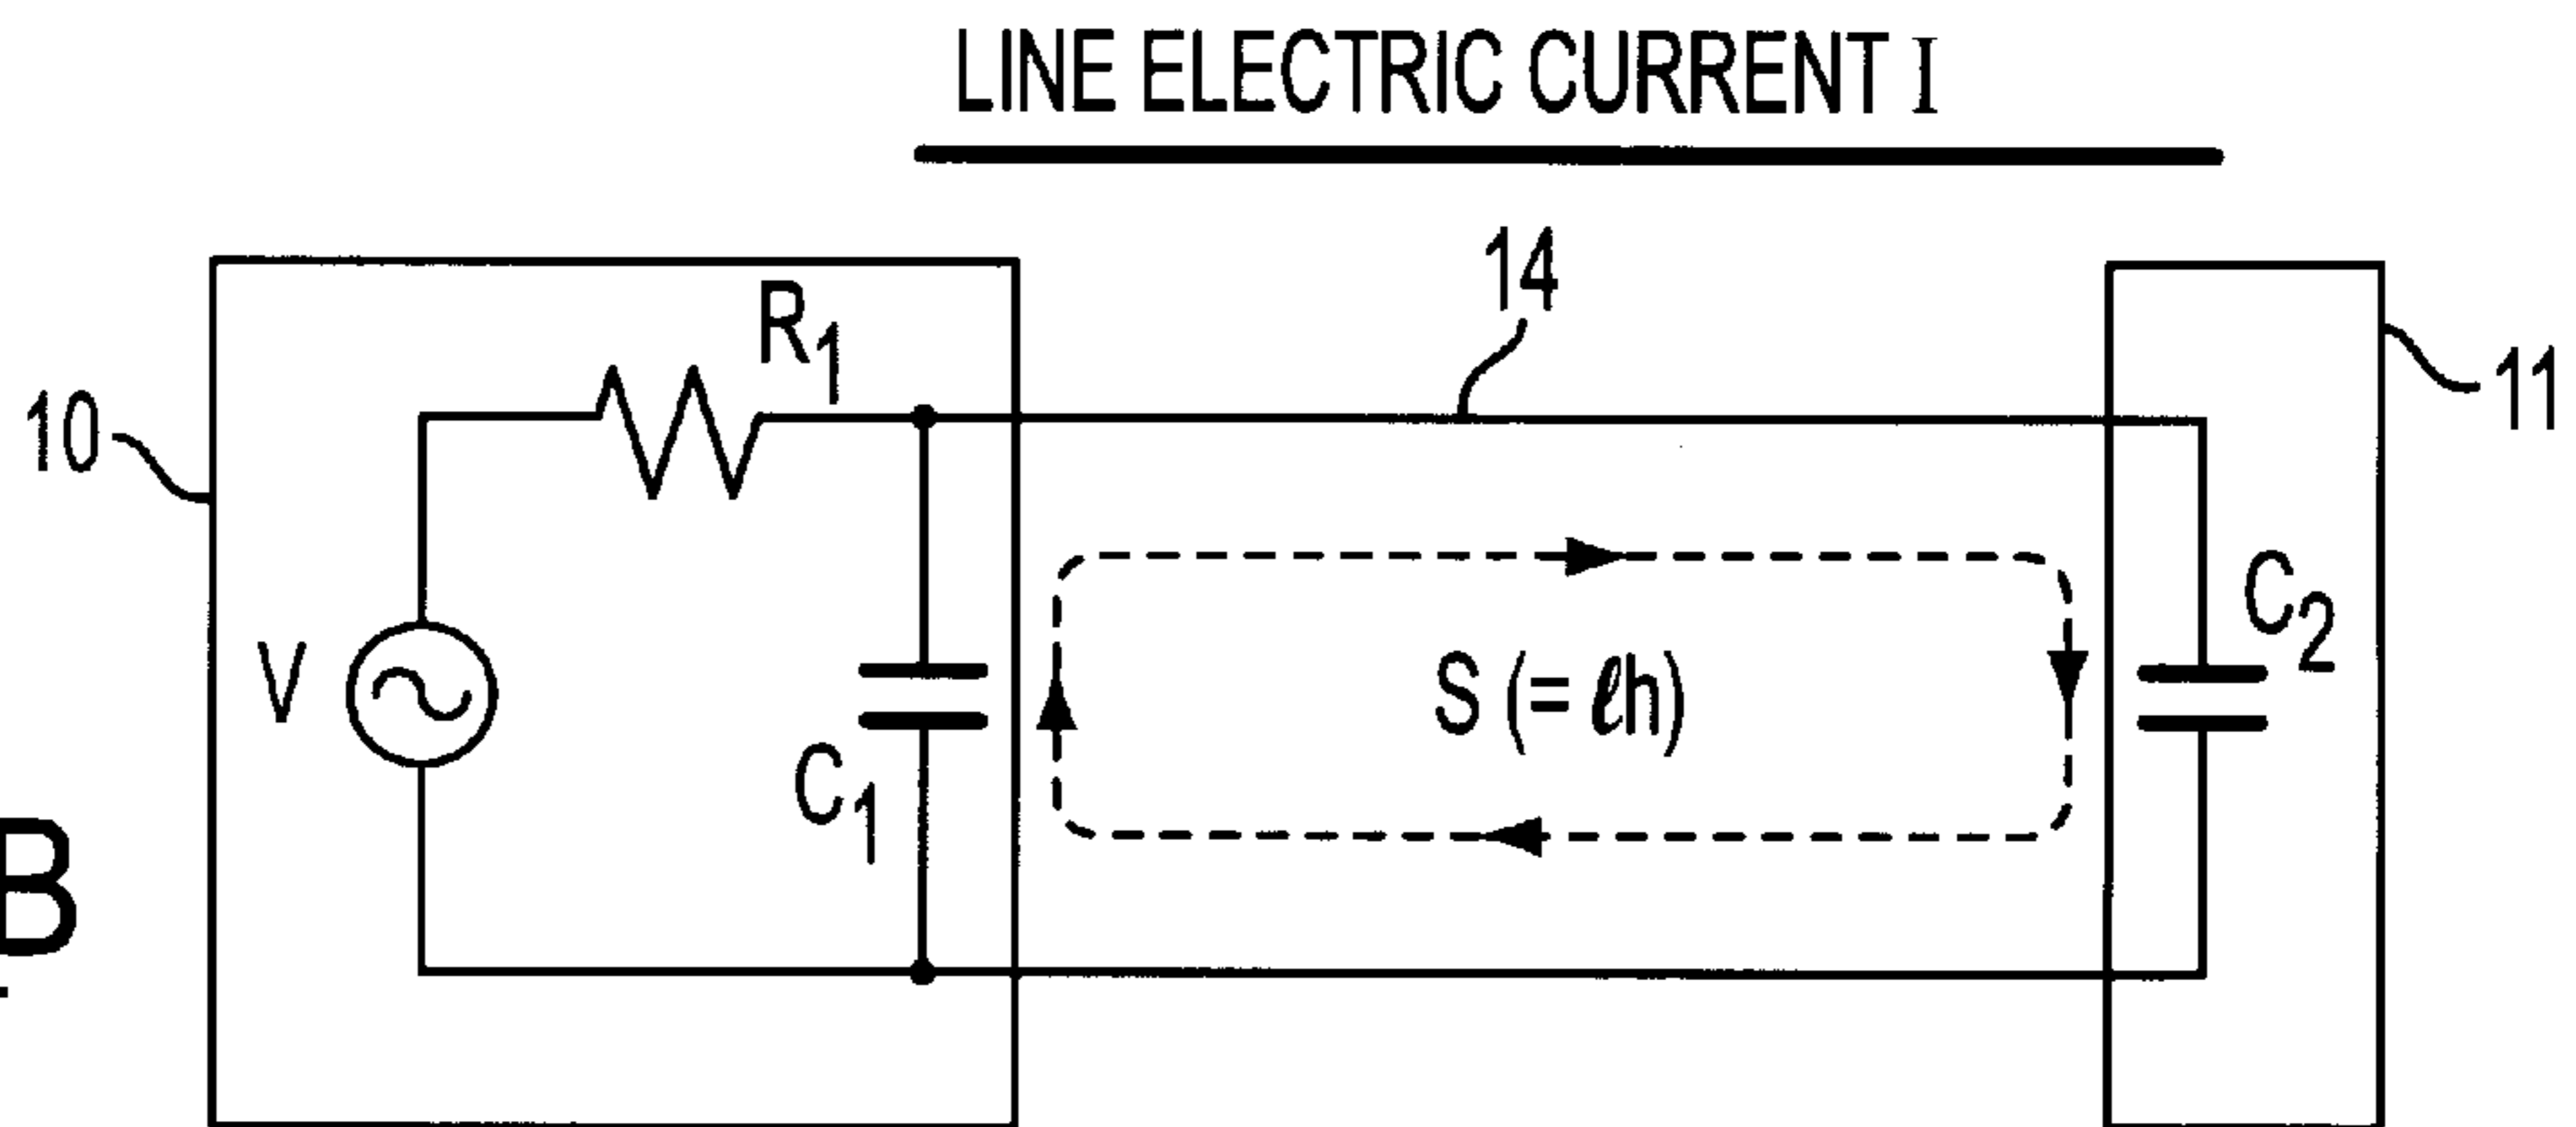 LINE ELECTRIC CURRENT I
14
R1
10
11
V
C1
S (= ℓh)
C2
B